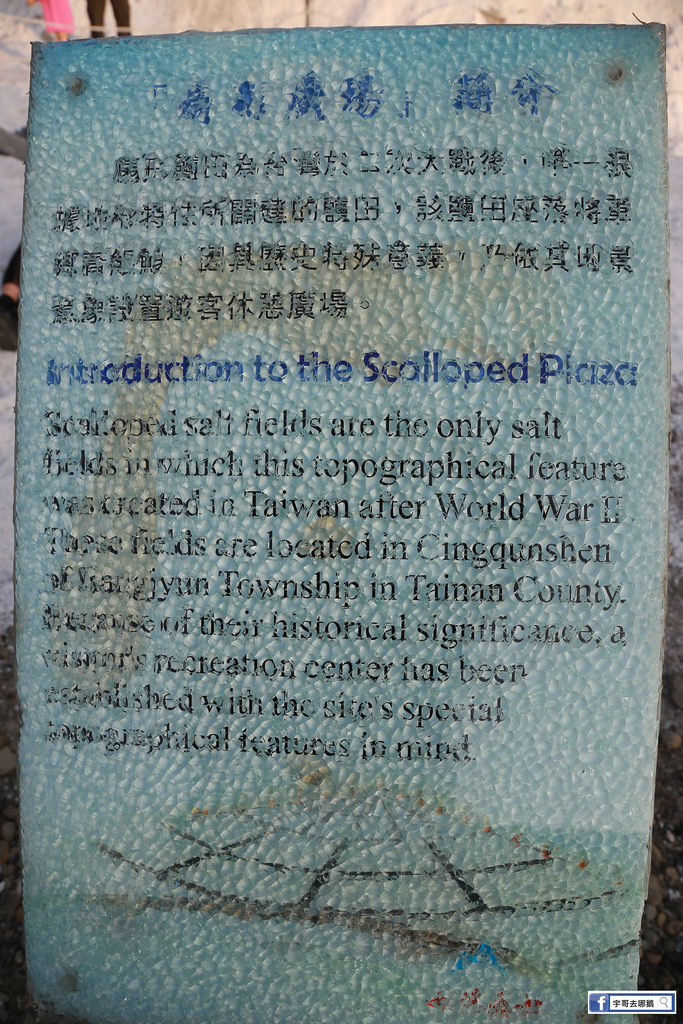 「扇形廣場」簡介
扇形鹽田為台灣於二次大戰後，唯一根
據地形特性所闢建的鹽田，該鹽田座落將軍
鄉青鯤鯓，因具歷史特殊意義，乃依其地景
意象設置遊客休憩廣場。
Introduction to the Scalloped Plaza
Scalloped salt fields are the only salt
fields in which this topographical feature
was created in Taiwan after World War II.
These fields are located in Cingqunshen
of Jiangjyun Township in Tainan County.
Because of their historical significance, a
visitor's recreation center has been
established with the site's special
topographical features in mind.
宇哥去哪鵝